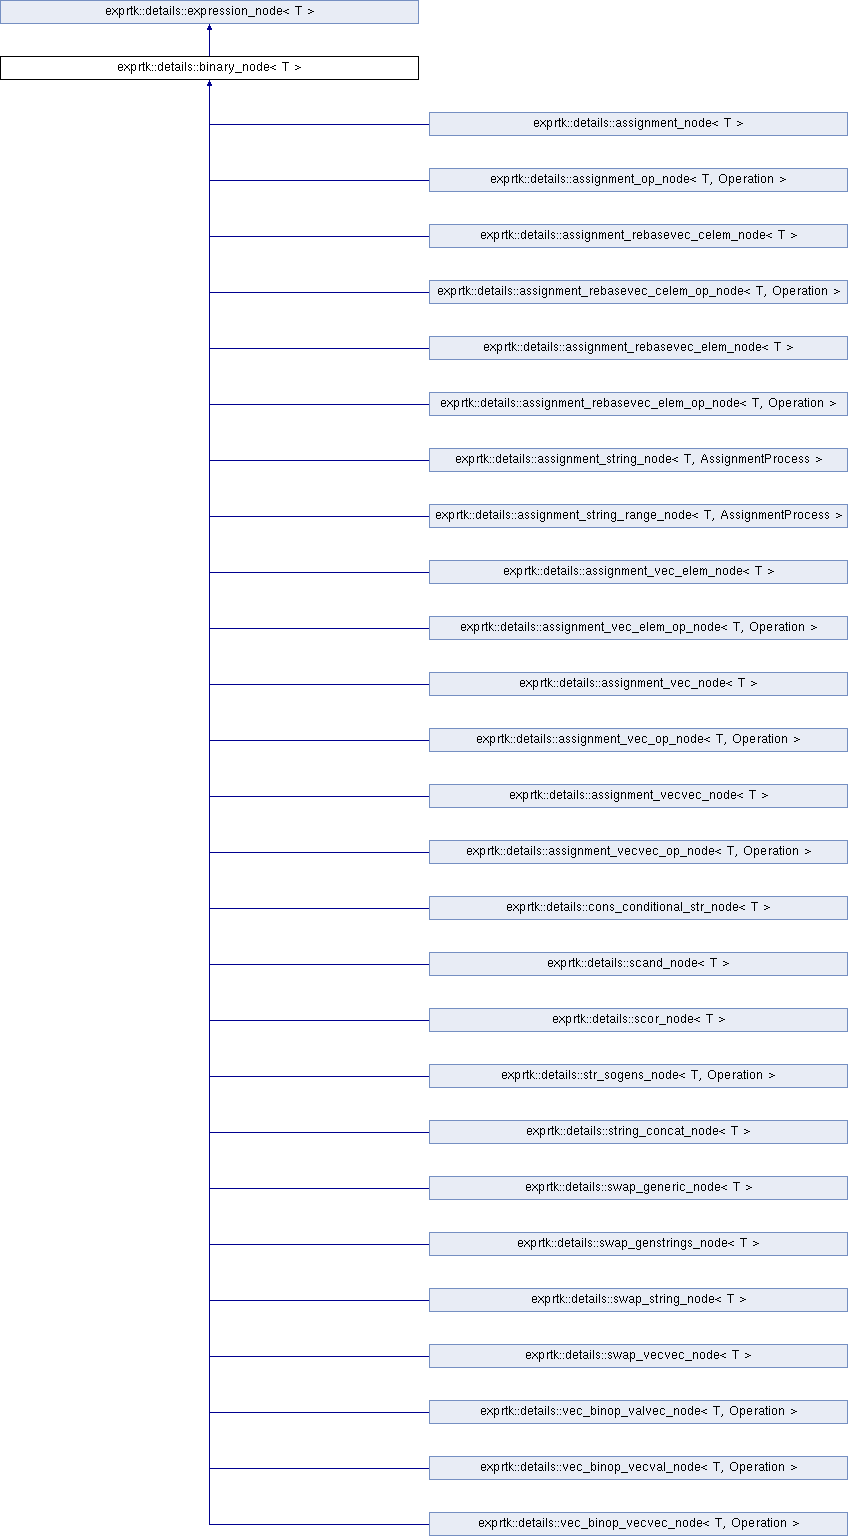 exprtk::details::expression_node< T >
exprtk::details::binary_node< T >
exprtk::details::assignment_node< T >
exprtk::details::assignment_op_node< T, Operation >
exprtk::details::assignment_rebasevec_celem_node< T >
exprtk::details::assignment_rebasevec_celem_op_node< T, Operation >
exprtk::details::assignment_rebasevec_elem_node< T >
exprtk::details::assignment_rebasevec_elem_op_node< T, Operation >
exprtk::details::assignment_string_node< T, AssignmentProcess >
exprtk::details::assignment_string_range_node< T, AssignmentProcess >
exprtk::details::assignment_vec_elem_node< T >
exprtk::details::assignment_vec_elem_op_node< T, Operation >
exprtk::details::assignment_vec_node< T >
exprtk::details::assignment_vec_op_node< T, Operation >
exprtk::details::assignment_vecvec_node< T >
exprtk::details::assignment_vecvec_op_node< T, Operation >
exprtk::details::cons_conditional_str_node< T >
exprtk::details::scand_node< T >
exprtk::details::scor_node< T >
exprtk::details::str_sogens_node< T, Operation >
exprtk::details::string_concat_node< T >
exprtk::details::swap_generic_node< T >
exprtk::details::swap_genstrings_node< T >
exprtk::details::swap_string_node< T >
exprtk::details::swap_vecvec_node< T >
exprtk::details::vec_binop_valvec_node< T, Operation >
exprtk::details::vec_binop_vecval_node< T, Operation >
exprtk::details::vec_binop_vecvec_node< T, Operation >